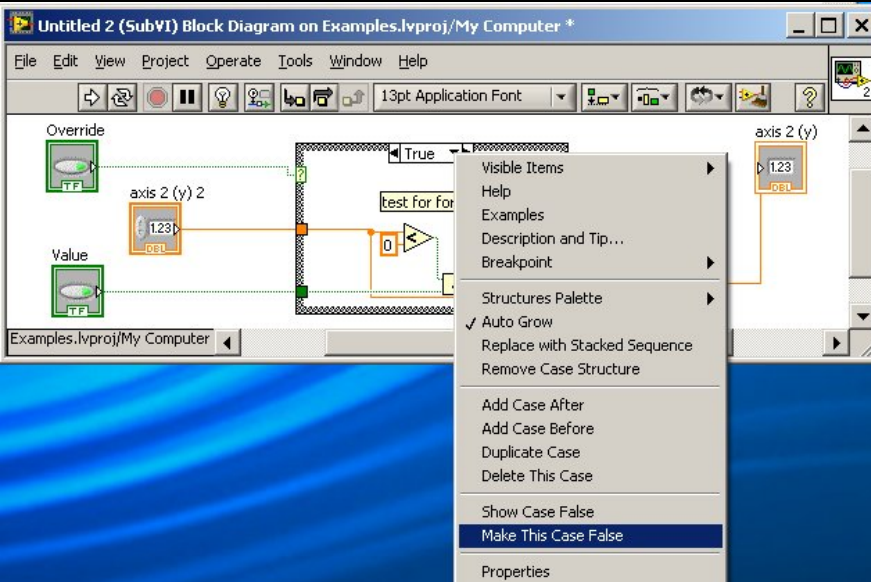 Untitled 2 (SubVI) Block Diagram on Examples.lvproj/My Computer *
File Edit View Project Operate Tools Window Help
13pt Application Font
2
Override
TF
axis 2 (y) 2
1.23
DBL
Value
TF
True
?
test for for
0
<
axis 2 (y)
1.23
DBL
Examples.lvproj/My Computer
Visible Items
Help
Examples
Description and Tip...
Breakpoint
Structures Palette
Auto Grow
Replace with Stacked Sequence
Remove Case Structure
Add Case After
Add Case Before
Duplicate Case
Delete This Case
Show Case False
Make This Case False
Properties